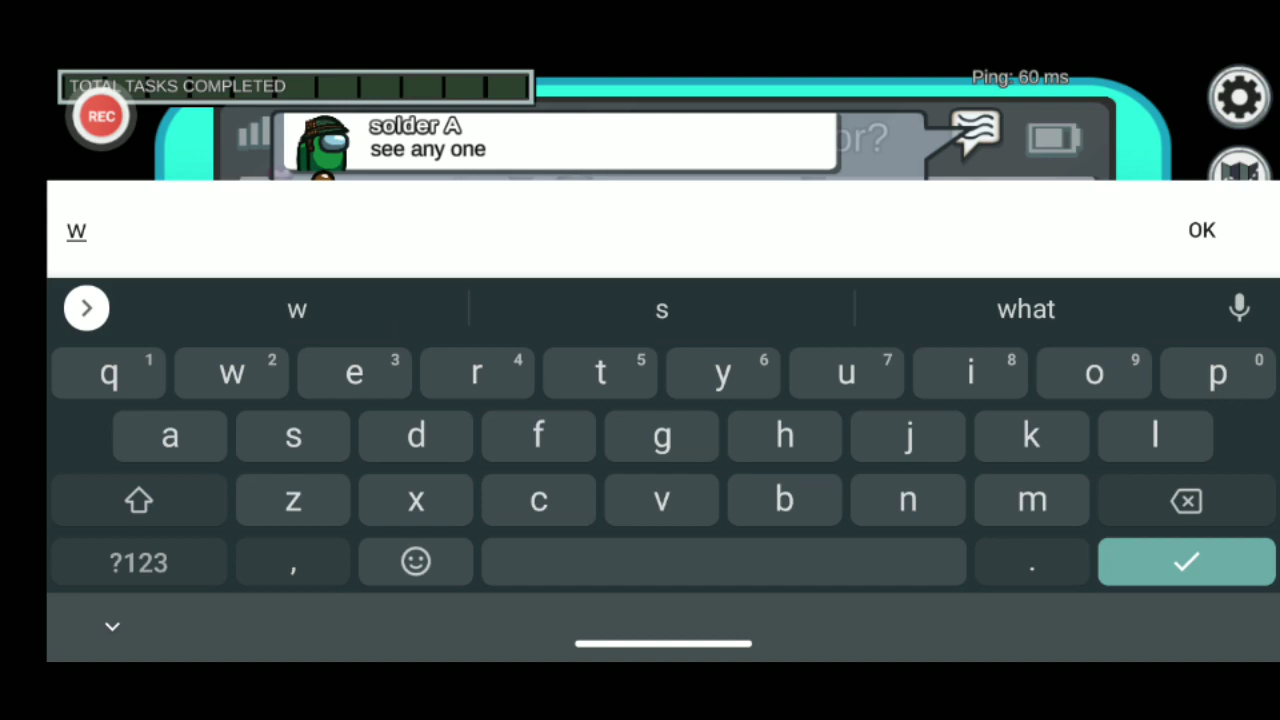 TOTAL TASKS COMPLETED
Ping: 60 ms
REC
solder A
or?
see any one
w
OK
w s what
q 1 w 2 e 3 r 4 t 5 y 6 u 7 i 8 o 9 p 0
a s d f g h j k l
z x c v b n m
?123 , .